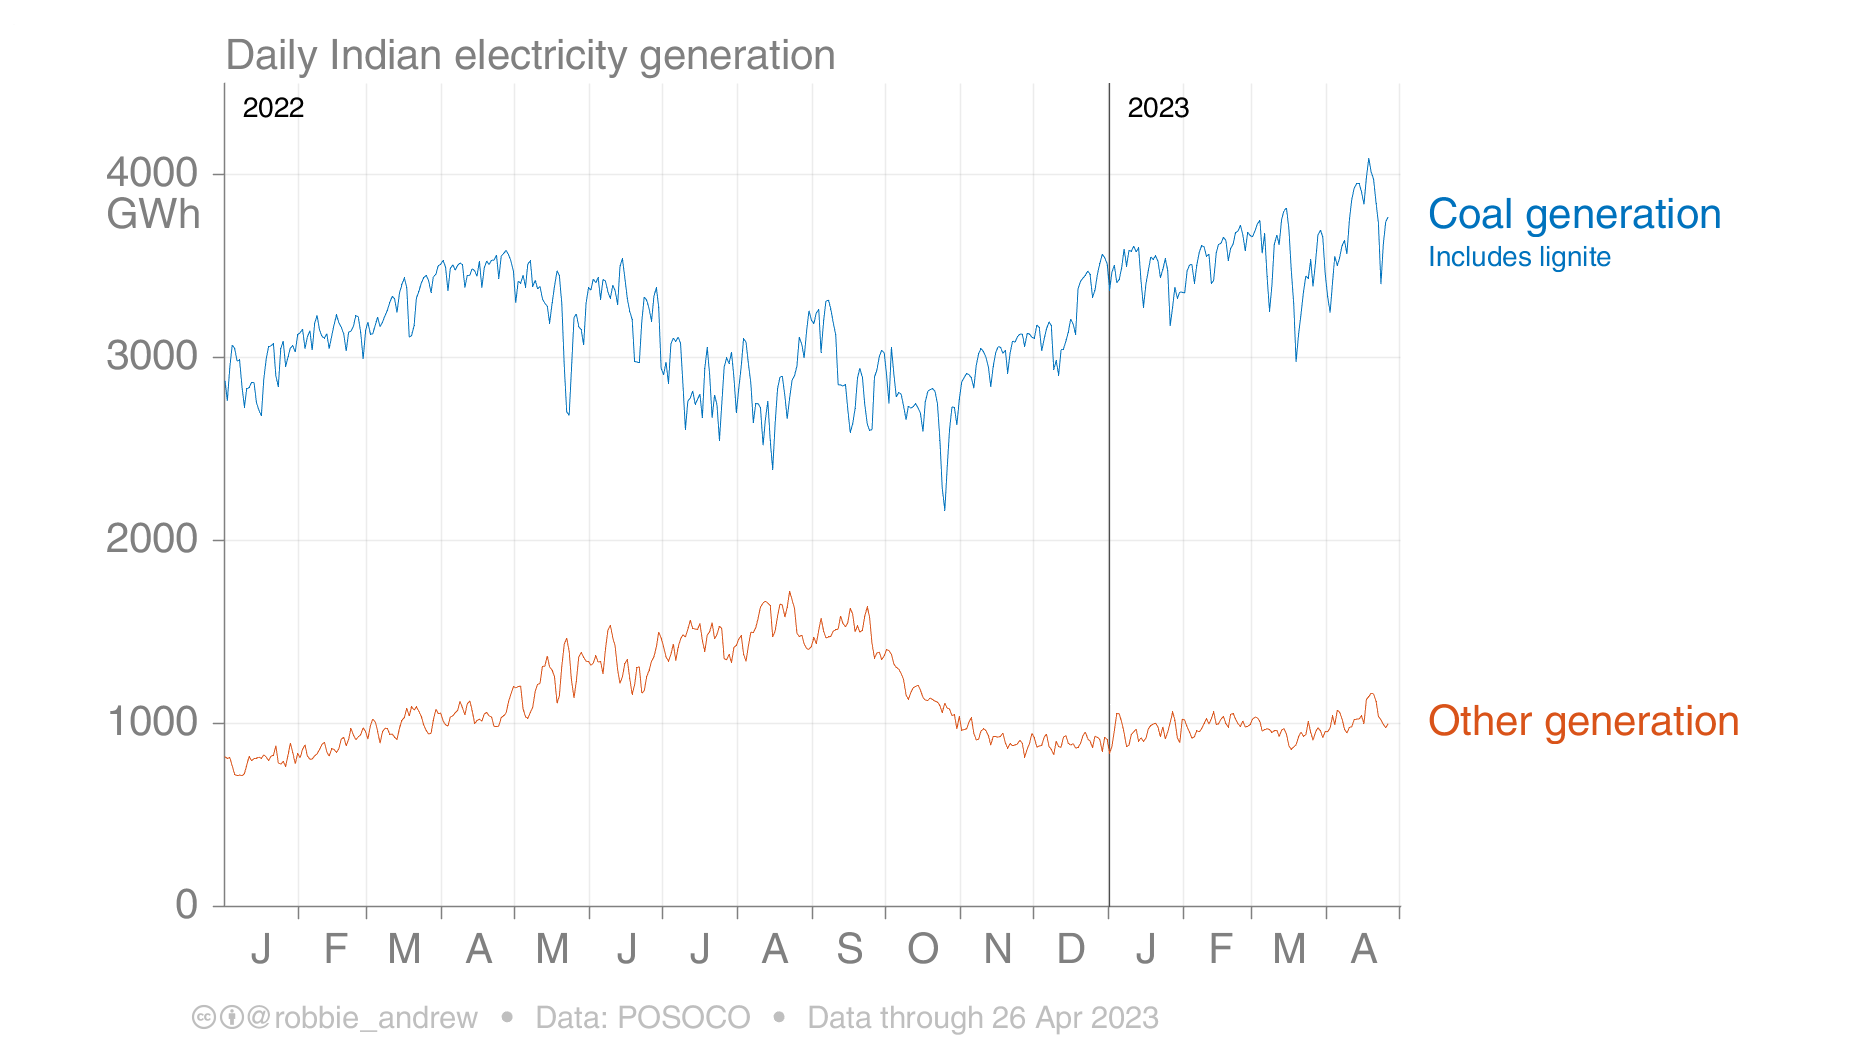 Daily Indian electricity generation
2022
2023
4000
GWh
3000
2000
1000
0
Coal generation
Includes lignite
Other generation
J F M A M J J A S O N D J F M A
cc @robbie_andrew • Data: POSOCO • Data through 26 Apr 2023